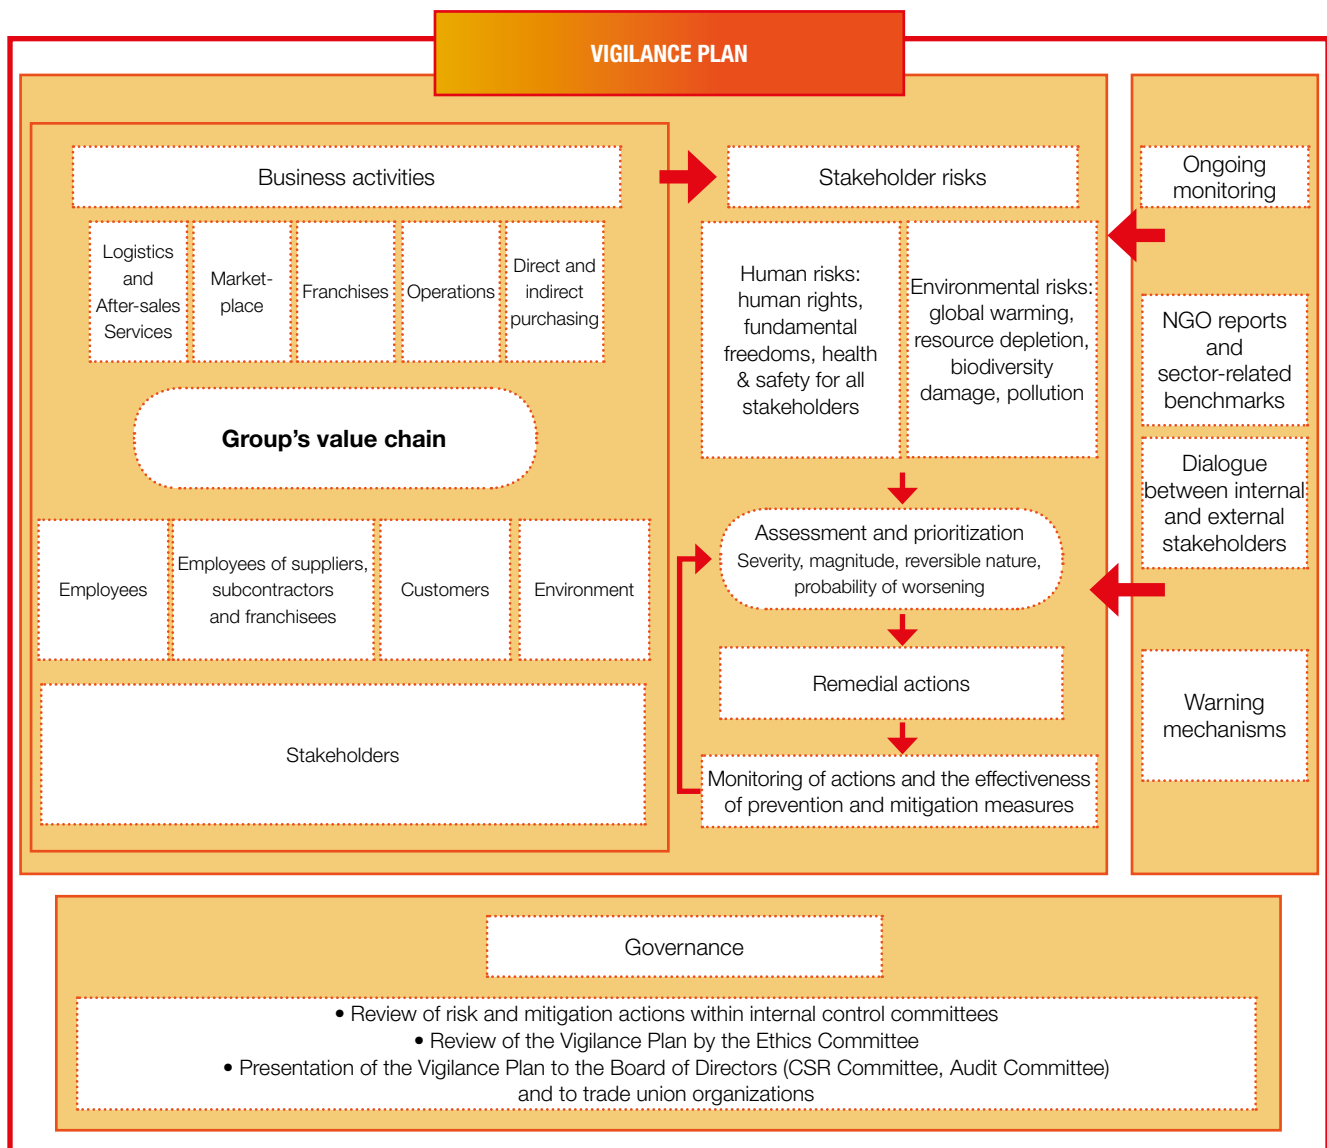 VIGILANCE PLAN
Business activities
Logistics
and
After-sales
Services
Market-
place
Franchises
Operations
Direct and
indirect
purchasing
Group's value chain
Employees
Employees of suppliers,
subcontractors
and franchisees
Customers
Environment
Stakeholders
Stakeholder risks
Human risks:
human rights,
fundamental
freedoms, health
& safety for all
stakeholders
Environmental risks:
global warming,
resource depletion,
biodiversity
damage, pollution
Assessment and prioritization
Severity, magnitude, reversible nature,
probability of worsening
Remedial actions
Monitoring of actions and the effectiveness
of prevention and mitigation measures
Ongoing
monitoring
NGO reports
and
sector-related
benchmarks
Dialogue
between internal
and external
stakeholders
Warning
mechanisms
Governance
• Review of risk and mitigation actions within internal control committees
• Review of the Vigilance Plan by the Ethics Committee
• Presentation of the Vigilance Plan to the Board of Directors (CSR Committee, Audit Committee)
and to trade union organizations